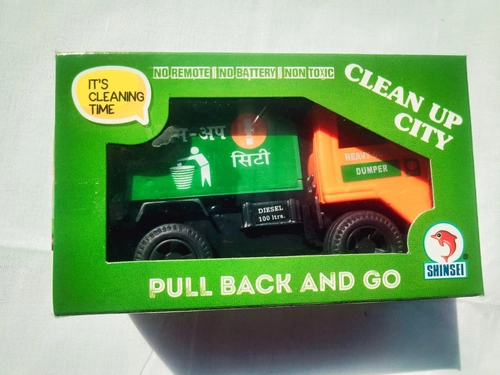 IT'S
CLEANING
TIME
NO REMOTE | NO BATTERY | NON TOXIC
CLEAN UP
CITY
-अप
सिटी
DIESEL
100 ltrs.
DUMPER
PULL BACK AND GO
SHINSEI